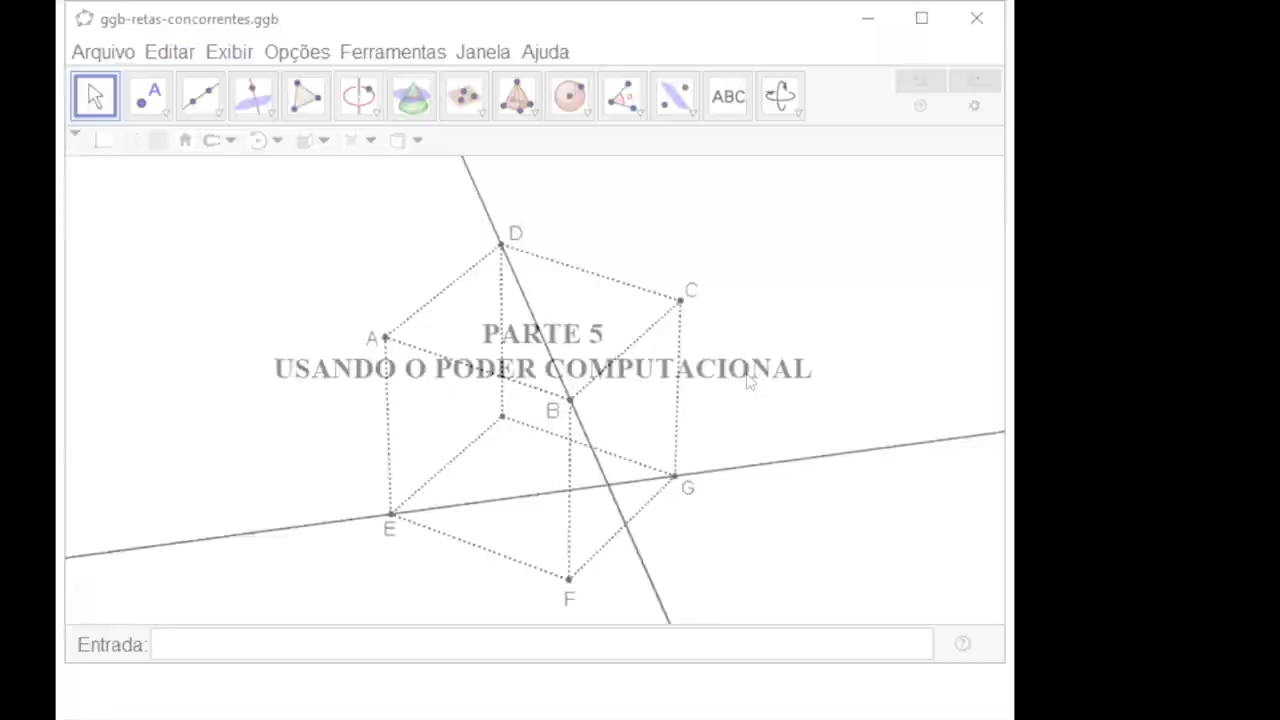 ggb-retas-concorrentes.ggb
Arquivo Editar Exibir Opções Ferramentas Janela Ajuda
A
ABC
D
C
A
PARTE 5
USANDO O PODER COMPUTACIONAL
B
G
E
F
Entrada: